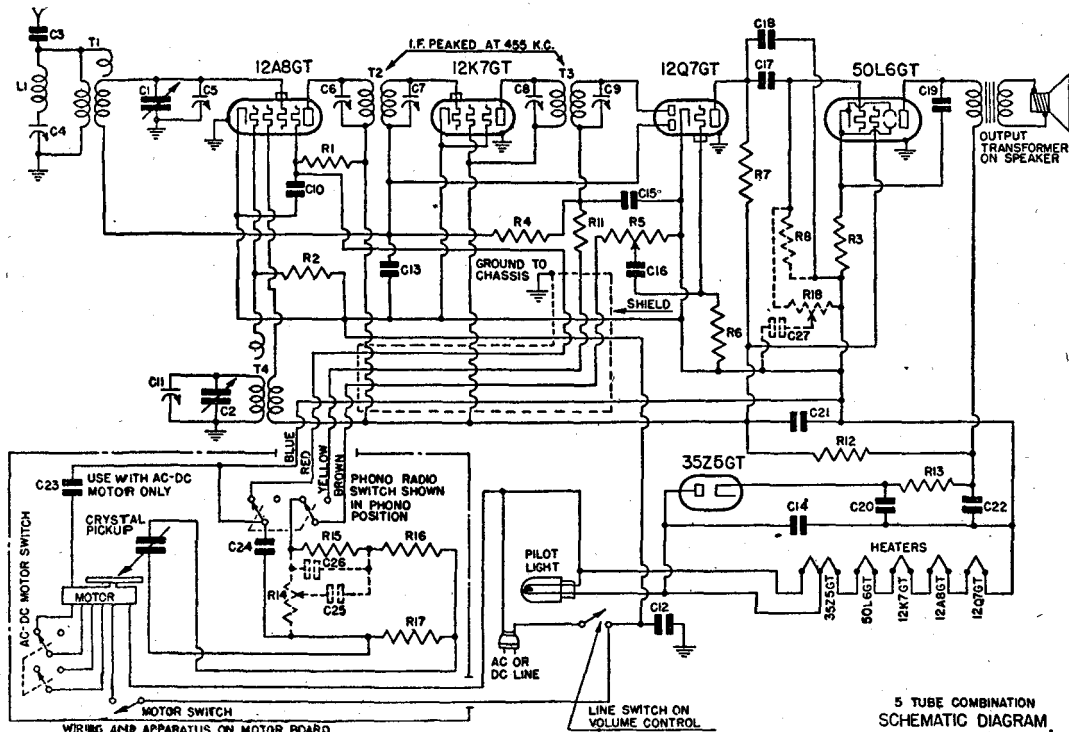 C3
T1
I.F. PEAKED AT 455 K.C.
C18
L1
12A8GT
T2
12K7GT
T3
12Q7GT
C17
50L6GT
C1
C5
C6
C7
C8
C9
C19
C4
OUTPUT
TRANSFORMER
ON SPEAKER
R1
R7
C10
C15
R4
R11
R5
R8
R3
R2
C13
GROUND TO
CHASSIS
C16
SHIELD
R18
C27
R6
T4
C11
C2
C21
BLUE
RED
YELLOW
BROWN
R12
35Z5GT
C23
USE WITH AC-DC
MOTOR ONLY
PHONO RADIO
SWITCH SHOWN
IN PHONO
POSITION
R13
CRYSTAL
PICKUP
C14
C20
C22
AC-DC MOTOR SWITCH
C24
R15
R16
HEATERS
C26
PILOT
LIGHT
MOTOR
R14
C25
35Z5GT
50L6GT
12K7GT
12A8GT
12Q7GT
R17
C12
AC OR
DC LINE
MOTOR SWITCH
LINE SWITCH ON
VOLUME CONTROL
5 TUBE COMBINATION
SCHEMATIC DIAGRAM
WIRING AND APPARATUS ON MOTOR BOARD